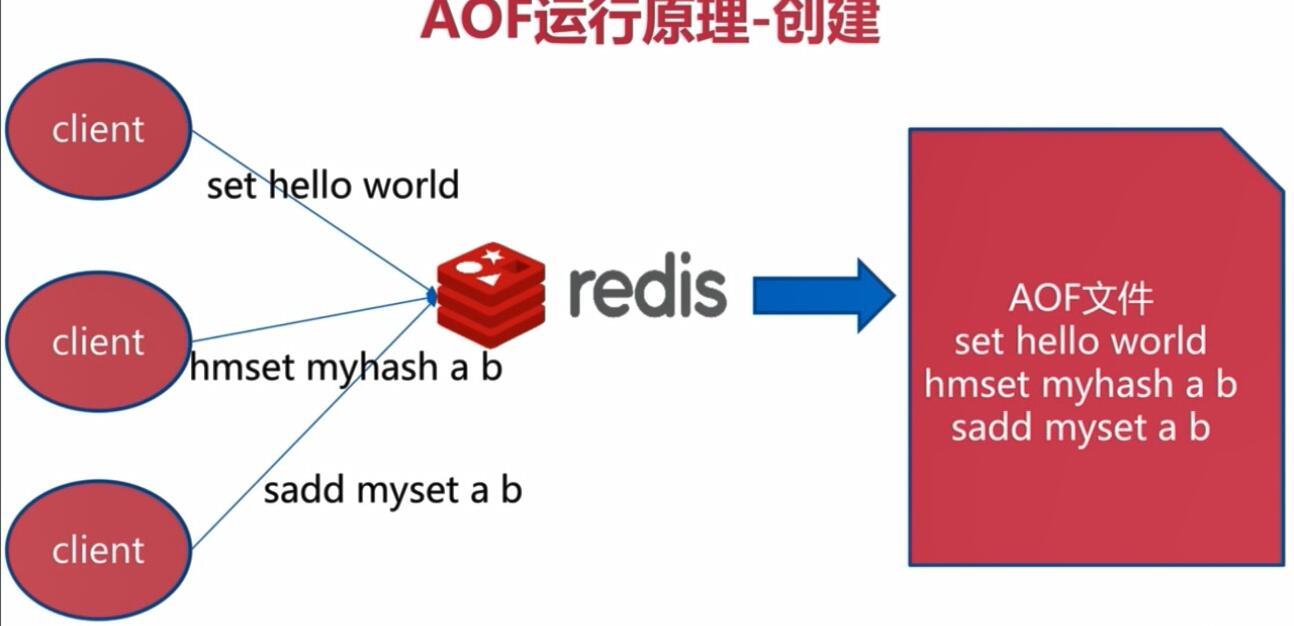 AOF运行原理-创建
client
set hello world
client
hmset myhash a b
client
sadd myset a b
redis
AOF文件
set hello world
hmset myhash a b
sadd myset a b